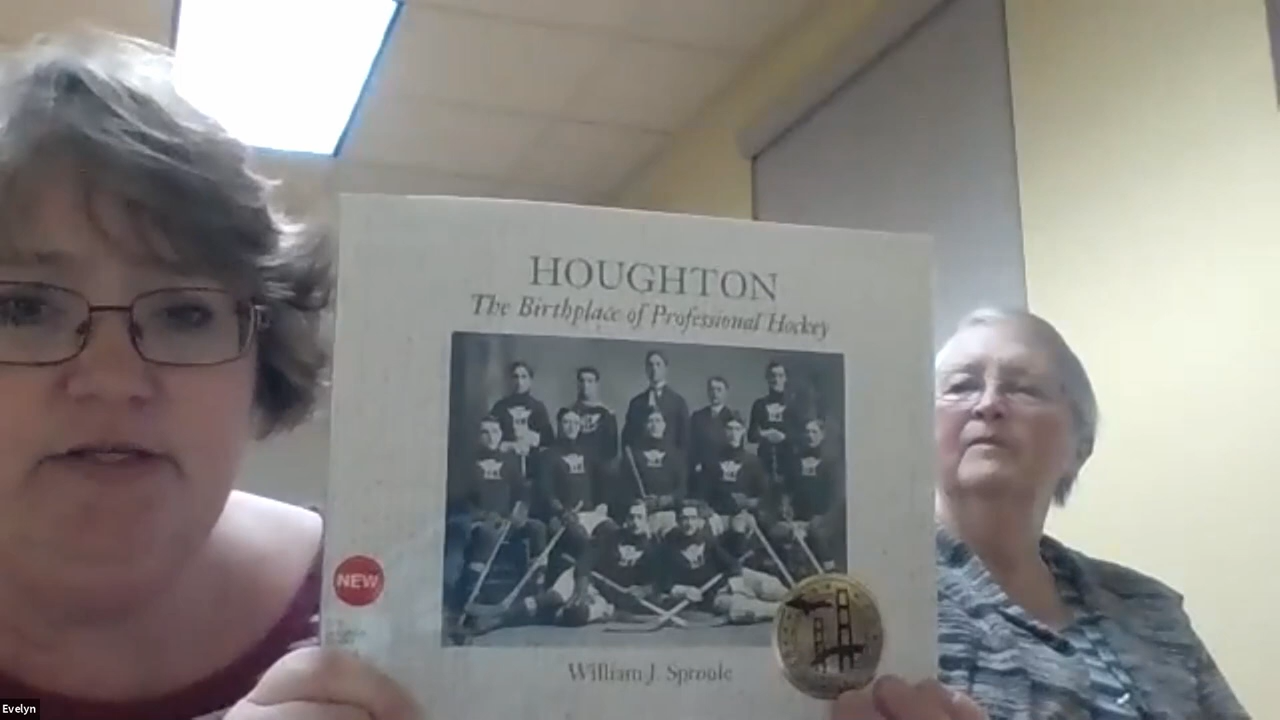 HOUGHTON
The Birthplace of Professional Hockey
NEW
William J. Sproule
Evelyn